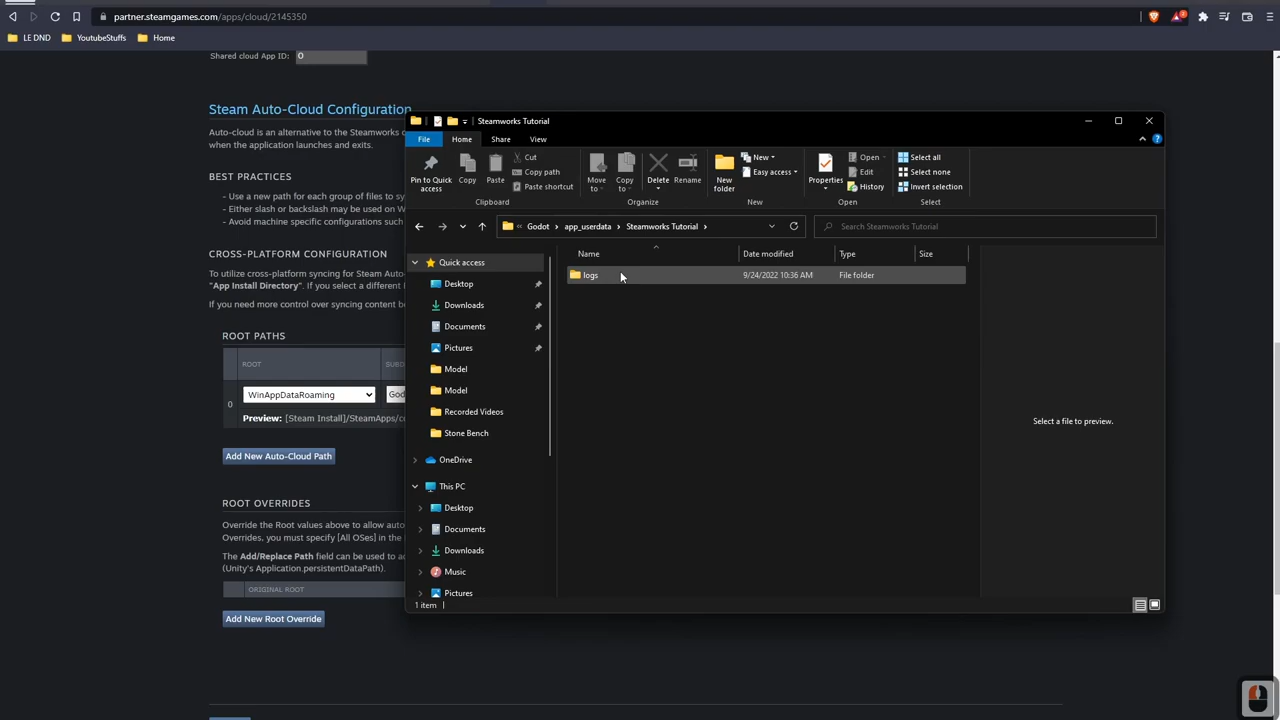 partner.steamgames.com/apps/cloud/2145350
LE DND
YoutubeStuffs
Home
Shared cloud App ID:
0
Steam Auto-Cloud Configuration
Auto-cloud is an alternative to the Steamworks
when the application launches and exits.
BEST PRACTICES
- Use a new path for each group of files to
- Either slash or backslash may be used on
- Avoid machine specific configurations such
CROSS-PLATFORM CONFIGURATION
To utilize cross-platform syncing for Steam
"App Install Directory". If you select a different
If you need more control over syncing content
ROOT PATHS
ROOT
0
WinAppDataRoaming
Preview: [Steam Install]/SteamApps/
Add New Auto-Cloud Path
ROOT OVERRIDES
Override the Root values above to allow
Overrides, you must specify [All OSes] in the
The Add/Replace Path field can be used to
(Unity's Application.persistentDataPath).
ORIGINAL ROOT
Add New Root Override
Steamworks Tutorial
File
Home
Share
View
Pin to Quick access
Copy
Paste
Cut
Copy path
Paste shortcut
Clipboard
Move to
Copy to
Delete
Rename
Organize
New folder
New
Easy access
New
Properties
Open
Edit
History
Open
Select all
Select none
Invert selection
Select
« Godot › app_userdata › Steamworks Tutorial ›
Search Steamworks Tutorial
Quick access
Desktop
Downloads
Documents
Pictures
Model
Model
Recorded Videos
Stone Bench
OneDrive
This PC
Desktop
Documents
Downloads
Music
Pictures
Name
Date modified
Type
Size
logs
9/24/2022 10:36 AM
File folder
Select a file to preview.
1 item